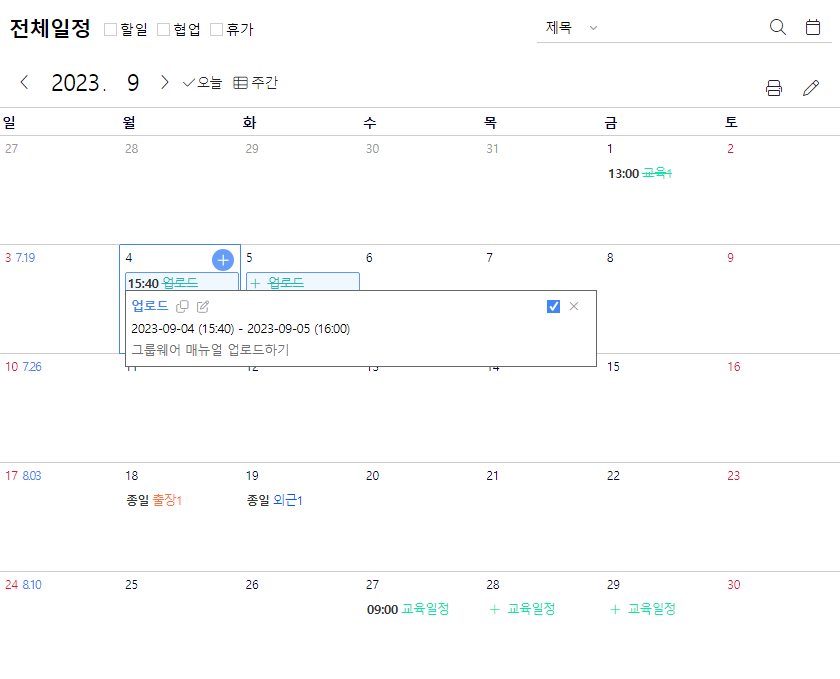 전체일정 할일 협업 휴가 제목
2023. 9 오늘 주간
일 월 화 수 목 금 토
27 28 29 30 31 1 2
13:00 교육1
3 7.19 4 5 6 7 8 9
15:40 업로드 + 업로드
업로드
2023-09-04 (15:40) - 2023-09-05 (16:00)
그룹웨어 매뉴얼 업로드하기
10 7.26 11 12 13 14 15 16
17 8.03 18 19 20 21 22 23
종일 출장1 종일 외근1
24 8.10 25 26 27 28 29 30
09:00 교육일정 + 교육일정 + 교육일정